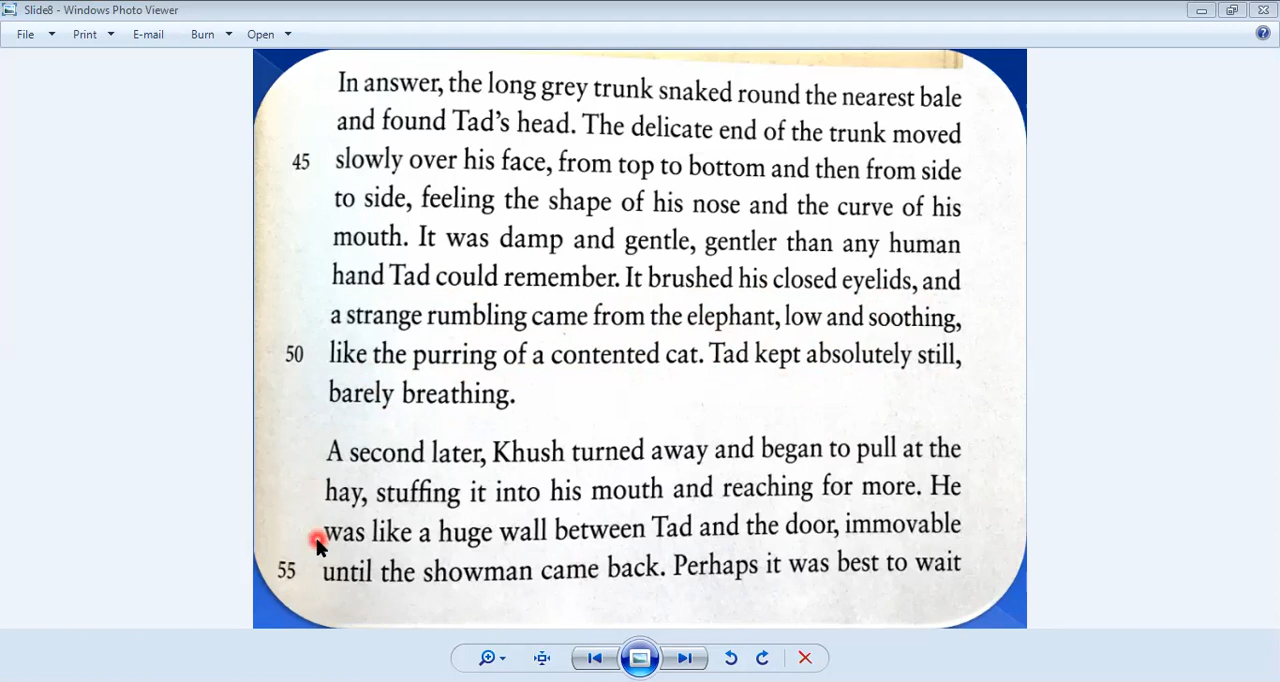 Slide8 - Windows Photo Viewer
File Print E-mail Burn Open
In answer, the long grey trunk snaked round the nearest bale
and found Tad's head. The delicate end of the trunk moved
45 slowly over his face, from top to bottom and then from side
to side, feeling the shape of his nose and the curve of his
mouth. It was damp and gentle, gentler than any human
hand Tad could remember. It brushed his closed eyelids, and
a strange rumbling came from the elephant, low and soothing,
50 like the purring of a contented cat. Tad kept absolutely still,
barely breathing.
A second later, Khush turned away and began to pull at the
hay, stuffing it into his mouth and reaching for more. He
was like a huge wall between Tad and the door, immovable
55 until the showman came back. Perhaps it was best to wait